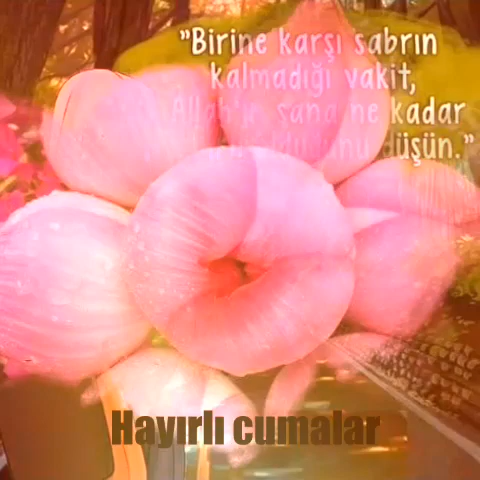 "Birine karşı sabrın
kalmadığı vakit,
Allah'ın sana ne kadar
düşün."
Hayırlı cumalar